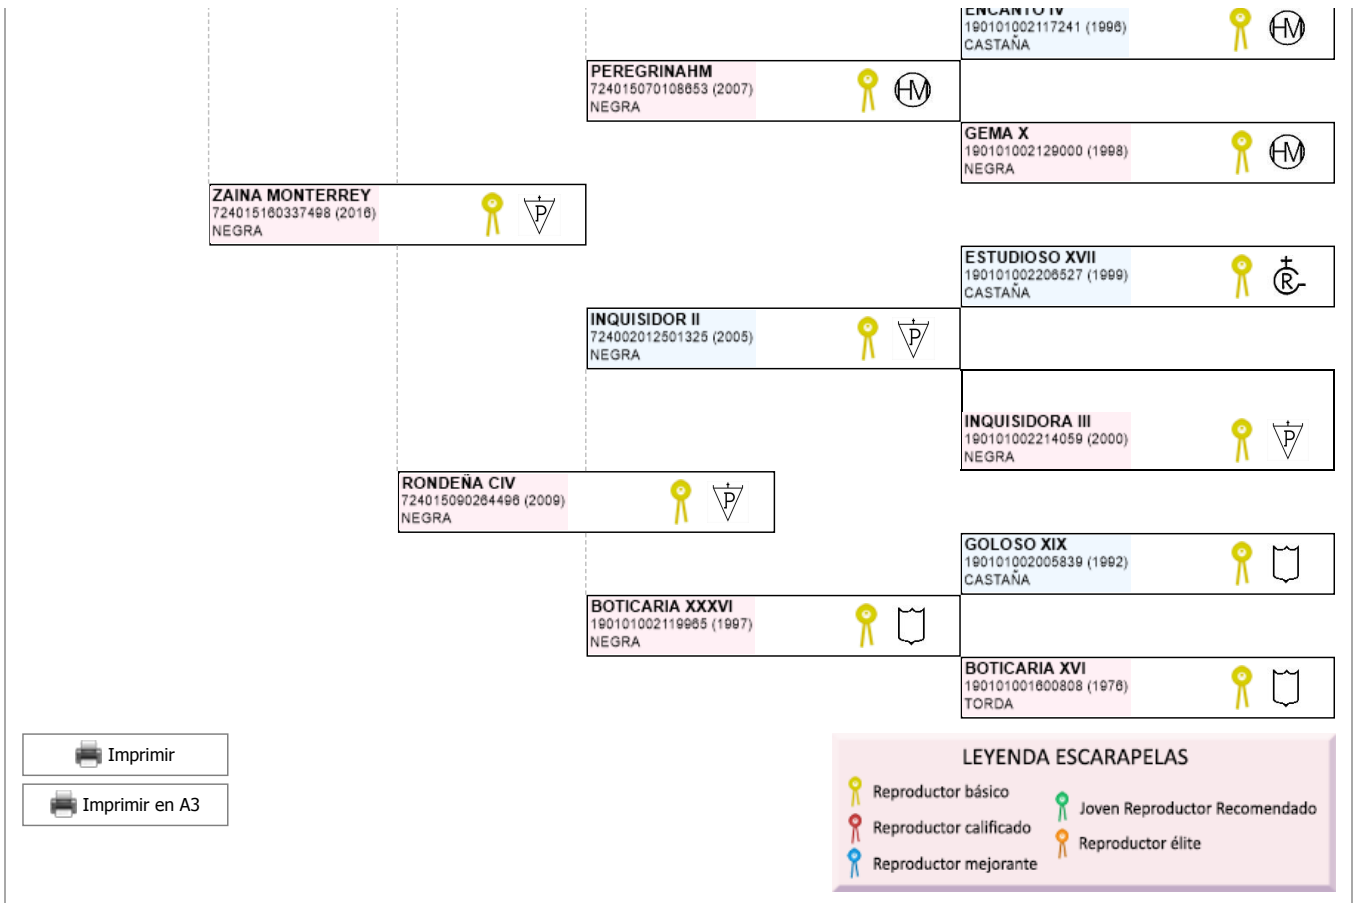 ENCANTO IV
190101002117241 (1996)
CASTAÑA
HM
PEREGRINAHM
724015070108653 (2007)
NEGRA
HM
GEMA X
190101002129000 (1998)
NEGRA
HM
ZAINA MONTERREY
724015160337498 (2016)
NEGRA
P
ESTUDIOSO XVII
190101002206527 (1999)
CASTAÑA
R
INQUISIDOR II
724002012501325 (2005)
NEGRA
P
INQUISIDORA III
190101002214059 (2000)
NEGRA
P
RONDEÑA CIV
724015090264496 (2009)
NEGRA
P
GOLOSO XIX
190101002005839 (1992)
CASTAÑA
BOTICARIA XXXVI
190101002119965 (1997)
NEGRA
BOTICARIA XVI
190101001600808 (1976)
TORDA
Imprimir
Imprimir en A3
LEYENDA ESCARAPELAS
Reproductor básico
Reproductor calificado
Reproductor mejorante
Joven Reproductor Recomendado
Reproductor élite